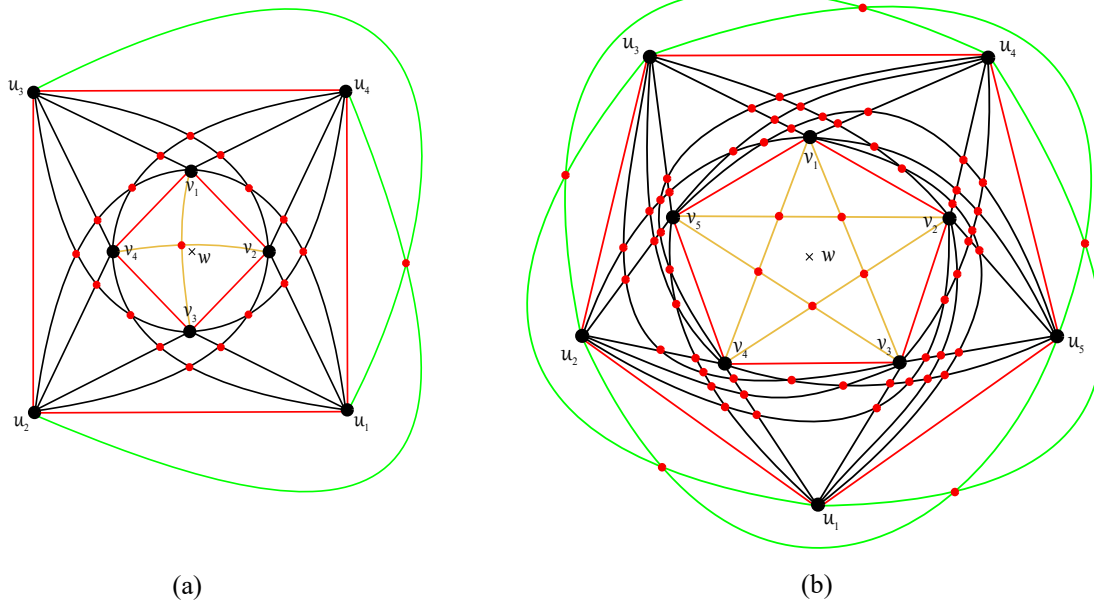 u₃ u₄ u₃ u₄
v₁ v₁
v₄ w v₂ v₅ v₂
w
v₃ v₄ v₃
u₂ u₅
u₂ u₁
u₁
(a) (b)